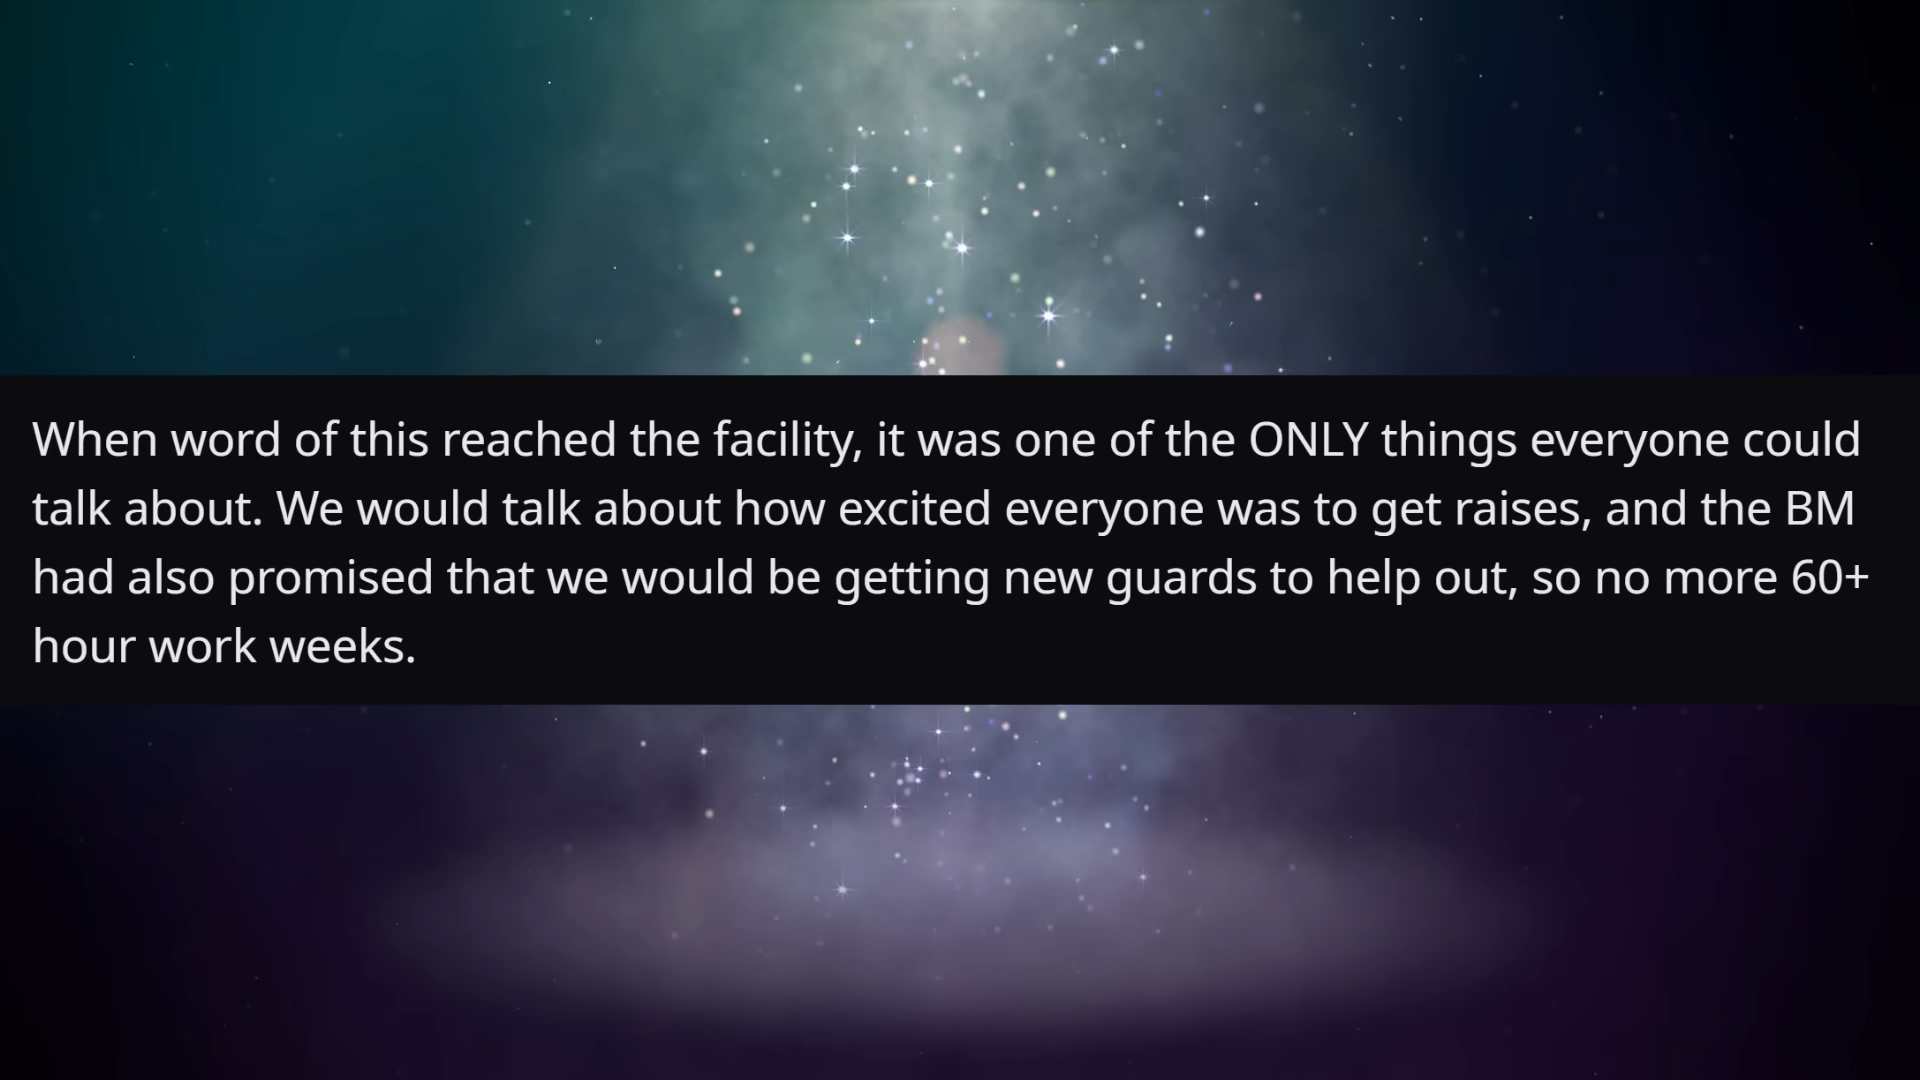 When word of this reached the facility, it was one of the ONLY things everyone could
talk about. We would talk about how excited everyone was to get raises, and the BM
had also promised that we would be getting new guards to help out, so no more 60+
hour work weeks.